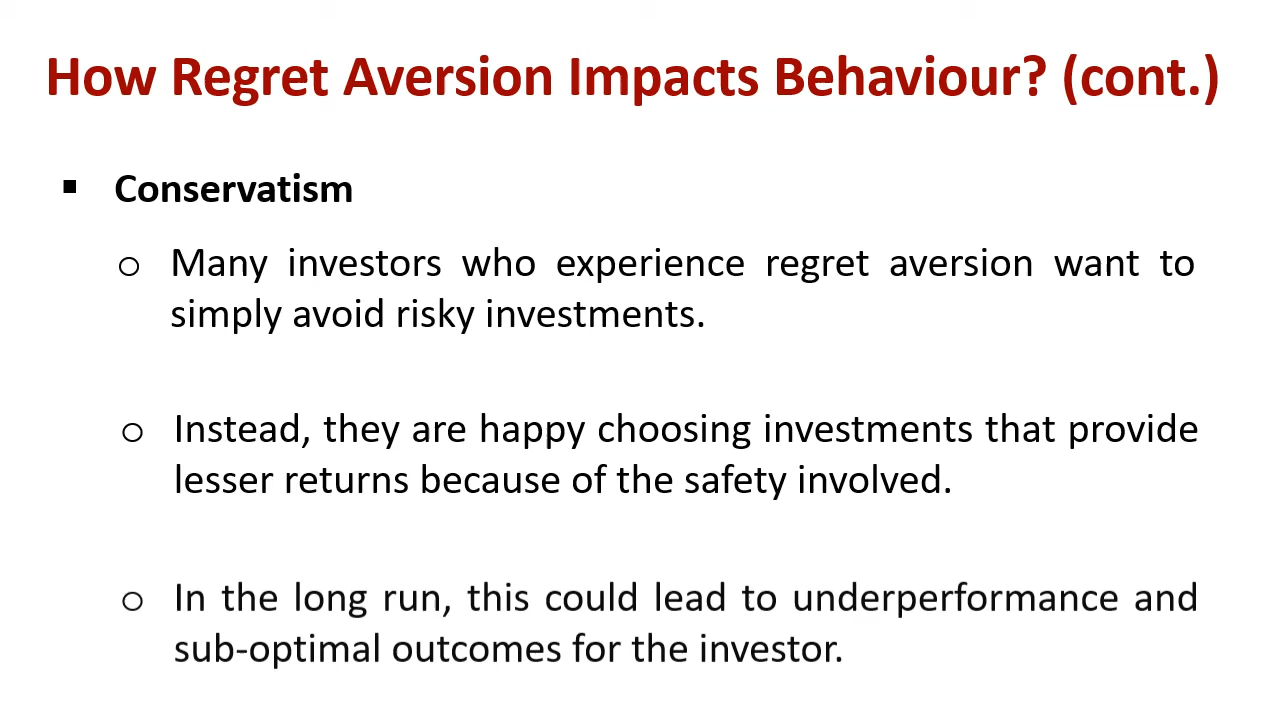 How Regret Aversion Impacts Behaviour? (cont.)
▪ Conservatism
o Many investors who experience regret aversion want to
simply avoid risky investments.
o Instead, they are happy choosing investments that provide
lesser returns because of the safety involved.
o In the long run, this could lead to underperformance and
sub-optimal outcomes for the investor.